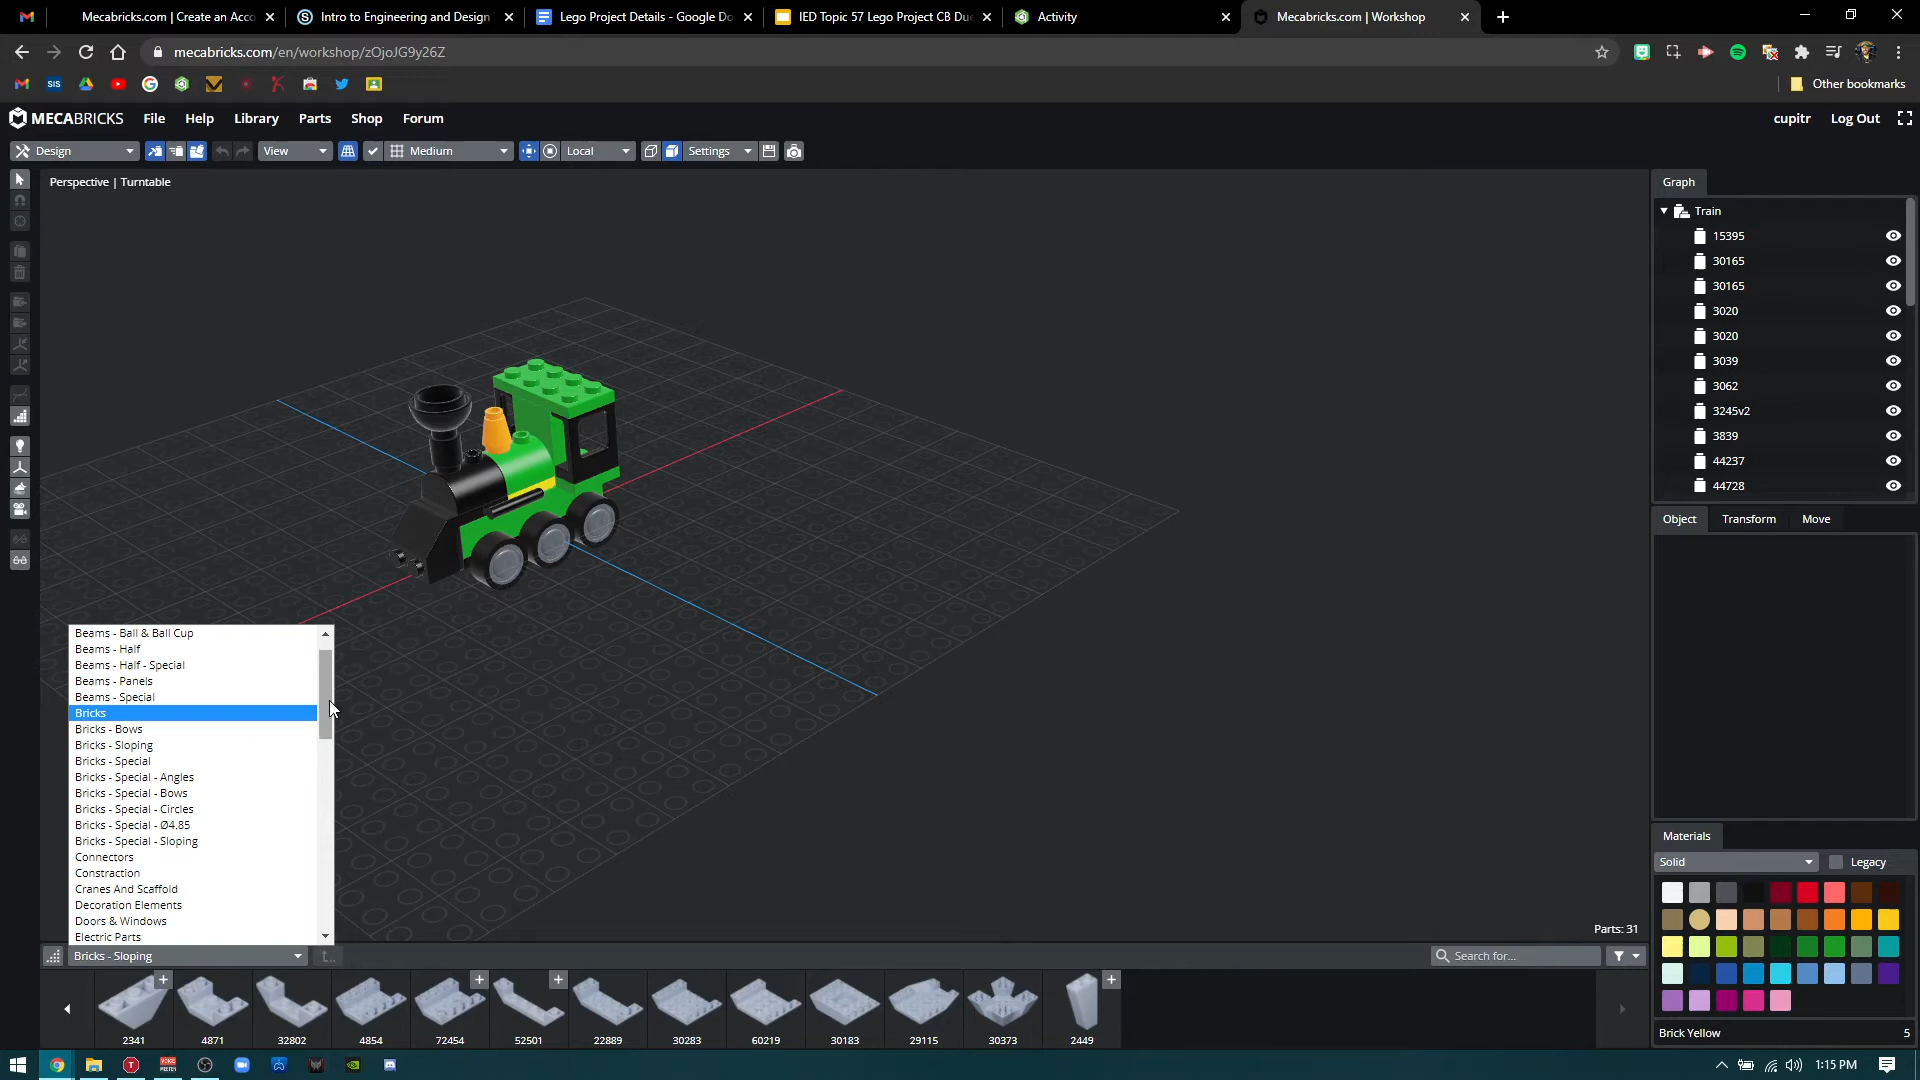 Mecabricks.com | Create an Acco
Intro to Engineering and Design
Lego Project Details - Google Do
IED Topic 57 Lego Project CB Due
Activity
Mecabricks.com | Workshop
mecabricks.com/en/workshop/zOjoJG9y26Z
SIS
Other bookmarks
MECABRICKS
File
Help
Library
Parts
Shop
Forum
cupitr
Log Out
Design
View
Medium
Local
Settings
Perspective | Turntable
Graph
Train
15395
30165
30165
3020
3020
3039
3062
3245v2
3839
44237
44728
Object
Transform
Move
Beams - Ball & Ball Cup
Beams - Half
Beams - Half - Special
Beams - Panels
Beams - Special
Bricks
Bricks - Bows
Bricks - Sloping
Bricks - Special
Bricks - Special - Angles
Bricks - Special - Bows
Bricks - Special - Circles
Bricks - Special - Ø4.85
Bricks - Special - Sloping
Connectors
Constraction
Cranes And Scaffold
Decoration Elements
Doors & Windows
Electric Parts
Materials
Solid
Legacy
Parts: 31
Bricks - Sloping
Search for...
2341
4871
32802
4854
72454
52501
22889
30283
60219
30183
29115
30373
2449
Brick Yellow
5
1:15 PM